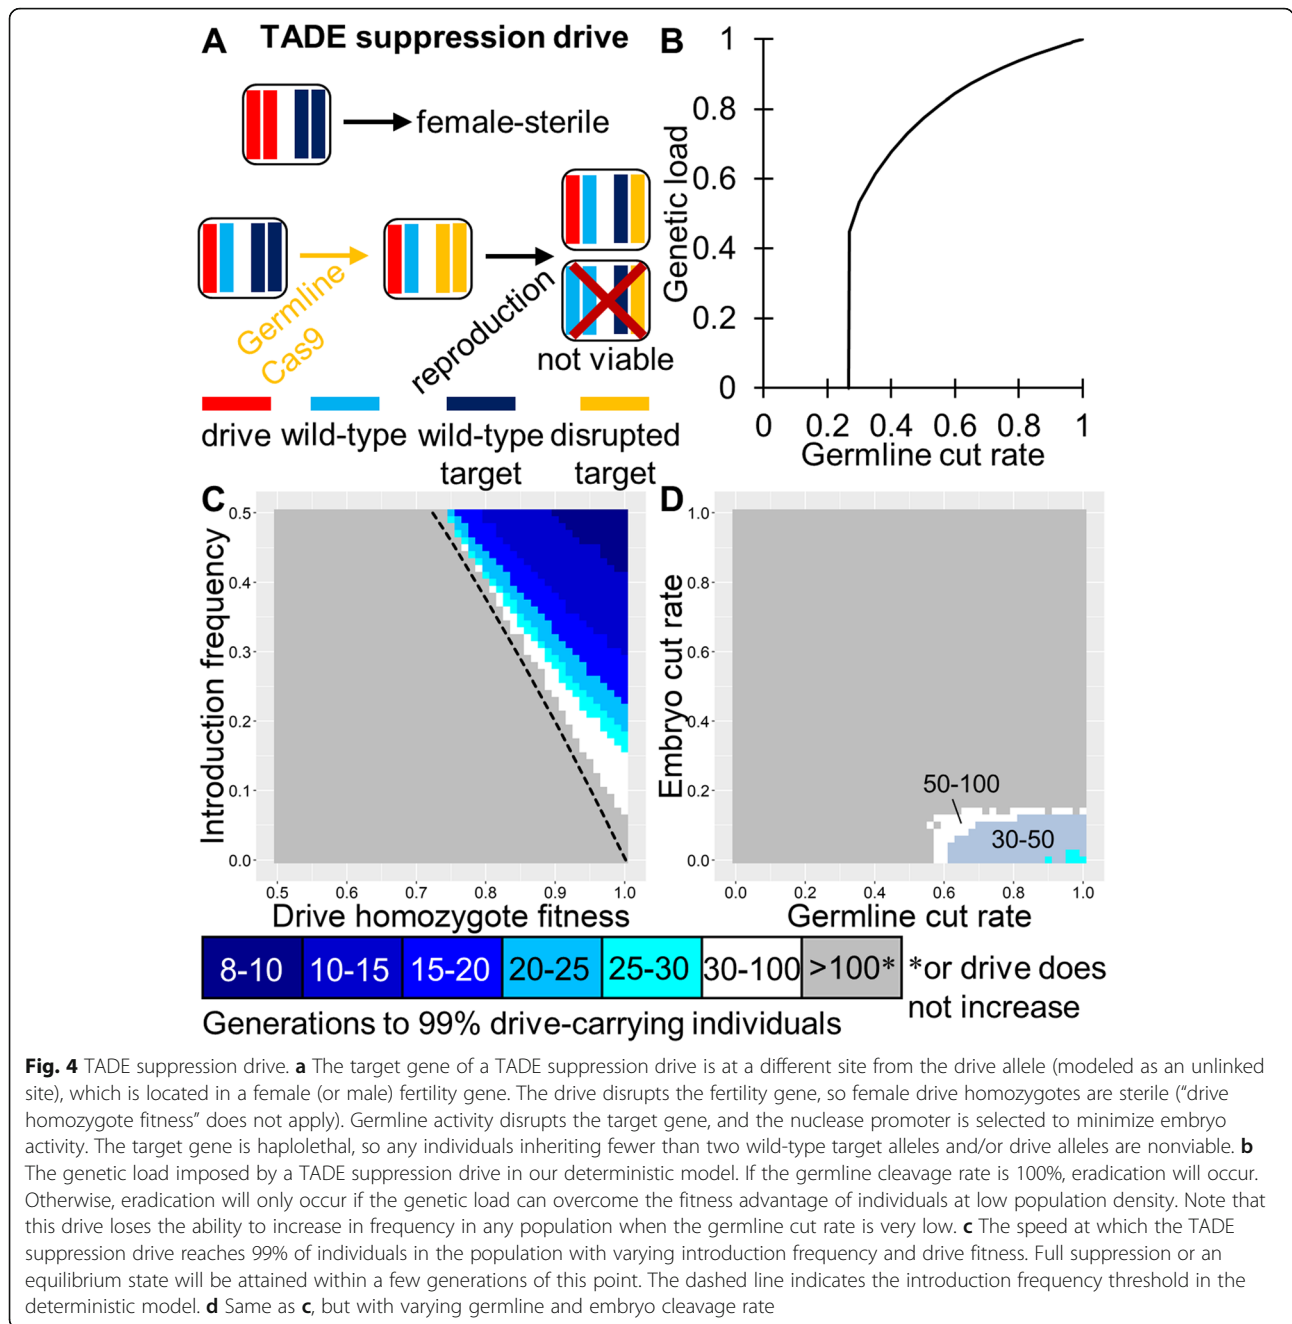 A TADE suppression drive
female-sterile
Germline
Cas9
reproduction
not viable
drive wild-type wild-type disrupted
target target
B
Genetic load
1
0.8
0.6
0.4
0.2
0
0 0.2 0.4 0.6 0.8 1
Germline cut rate
C
Introduction frequency
0.5
0.4
0.3
0.2
0.1
0.0
0.5 0.6 0.7 0.8 0.9 1.0
Drive homozygote fitness
D
Embryo cut rate
1.0
0.8
0.6
0.4
0.2
0.0
50-100
30-50
0.0 0.2 0.4 0.6 0.8 1.0
Germline cut rate
8-10 10-15 15-20 20-25 25-30 30-100 >100* *or drive does
not increase
Generations to 99% drive-carrying individuals
Fig. 4 TADE suppression drive. a The target gene of a TADE suppression drive is at a different site from the drive allele (modeled as an unlinked
site), which is located in a female (or male) fertility gene. The drive disrupts the fertility gene, so female drive homozygotes are sterile (“drive
homozygote fitness” does not apply). Germline activity disrupts the target gene, and the nuclease promoter is selected to minimize embryo
activity. The target gene is haplolethal, so any individuals inheriting fewer than two wild-type target alleles and/or drive alleles are nonviable. b
The genetic load imposed by a TADE suppression drive in our deterministic model. If the germline cleavage rate is 100%, eradication will occur.
Otherwise, eradication will only occur if the genetic load can overcome the fitness advantage of individuals at low population density. Note that
this drive loses the ability to increase in frequency in any population when the germline cut rate is very low. c The speed at which the TADE
suppression drive reaches 99% of individuals in the population with varying introduction frequency and drive fitness. Full suppression or an
equilibrium state will be attained within a few generations of this point. The dashed line indicates the introduction frequency threshold in the
deterministic model. d Same as c, but with varying germline and embryo cleavage rate